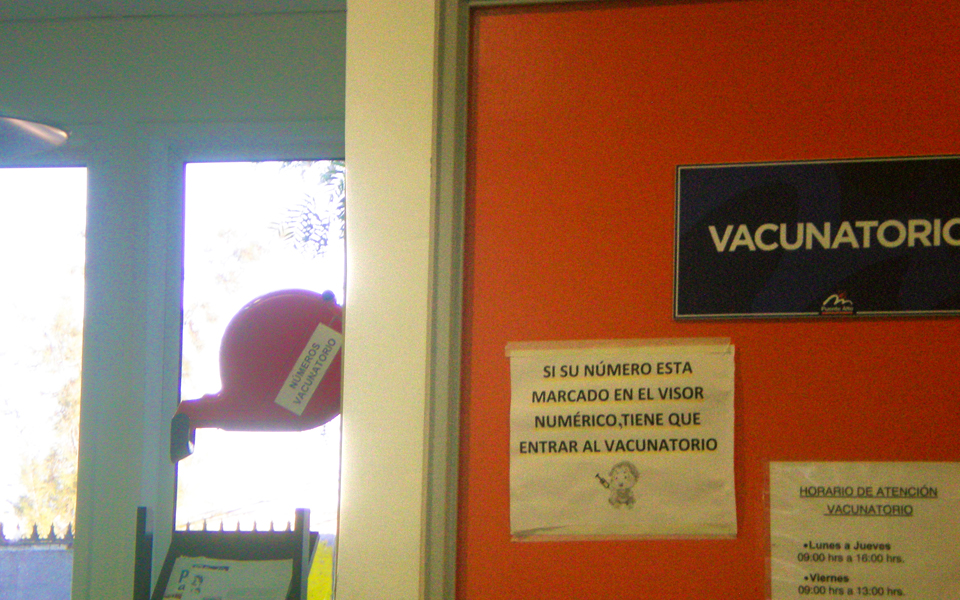 VACUNATORIO
NÚMEROS
VACUNATORIO
SI SU NÚMERO ESTA
MARCADO EN EL VISOR
NUMÉRICO,TIENE QUE
ENTRAR AL VACUNATORIO
HORARIO DE ATENCIÓN
VACUNATORIO
•Lunes a Jueves
09:00 hrs a 16:00 hrs.
•Viernes
09:00 hrs a 13:00 hrs.